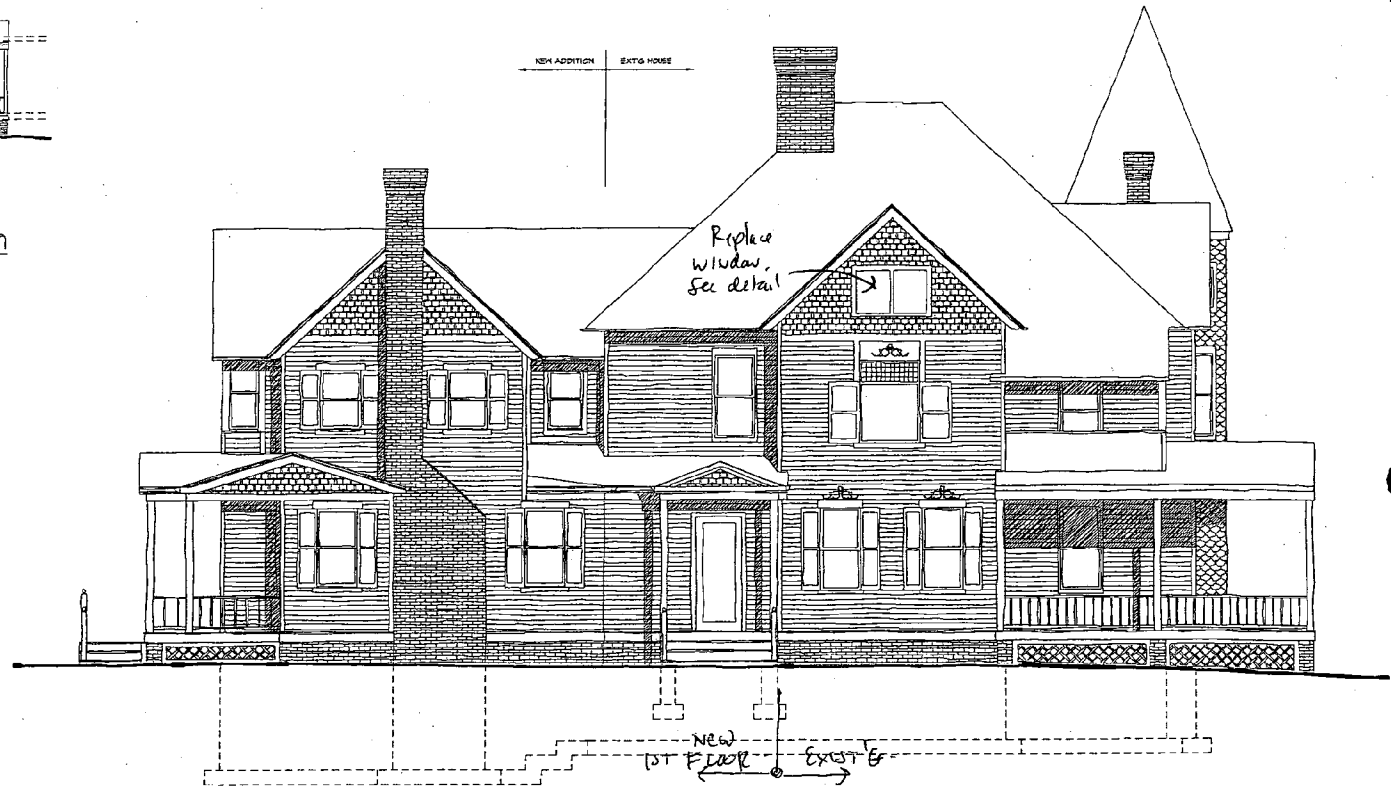 NEW ADDITION EXT'G HOUSE
Replace
window.
See detail
NEW
1ST FLOOR EXIST'G